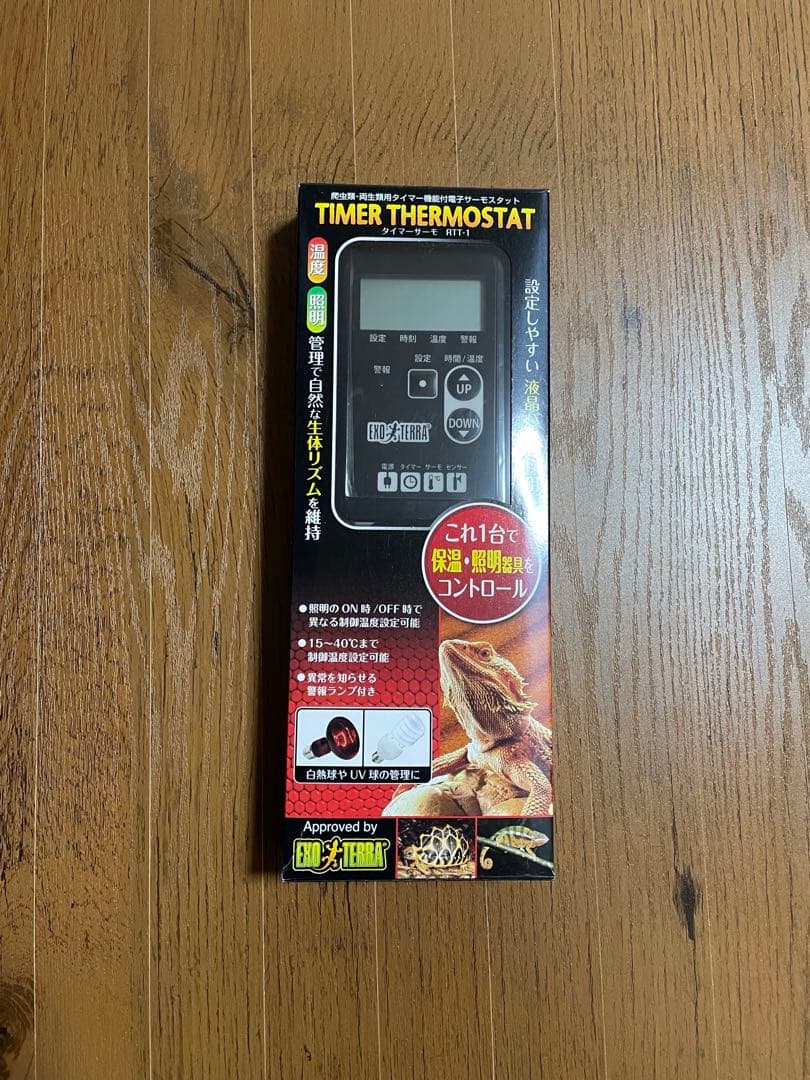 爬虫類・両生類用タイマー機能付電子サーモスタット
TIMER THERMOSTAT
タイマーサーモ RTT-1
温度
照明
管理で自然な生体リズムを維持
設定しやすい液晶
設定 時刻 温度 警報
設定 時間/温度
警報
UP
DOWN
EXO TERRA
電源 タイマー サーモ センサー
℃
これ1台で
保温・照明器具を
コントロール
●照明のON時/OFF時で
異なる制御温度設定可能
●15〜40℃まで
制御温度設定可能
●異常を知らせる
警報ランプ付き
白熱球やUV球の管理に
Approved by
EXO TERRA